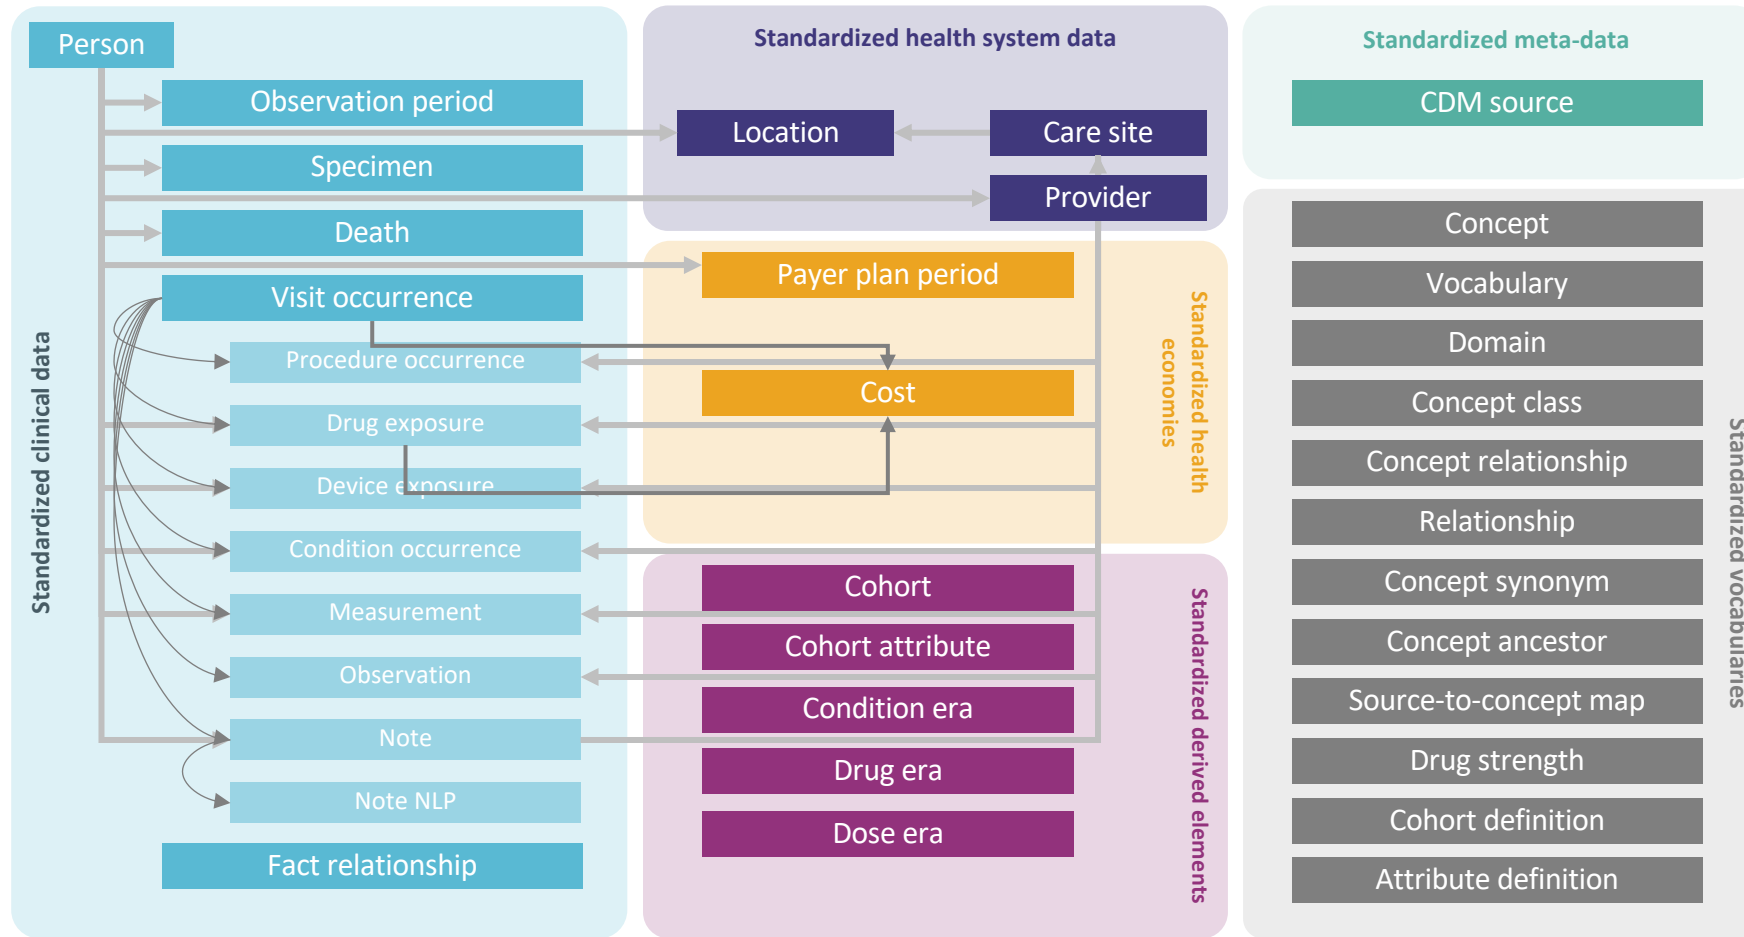 Person
Observation period
Specimen
Death
Visit occurrence
Procedure occurrence
Drug exposure
Device exposure
Condition occurrence
Measurement
Observation
Note
Note NLP
Fact relationship
Standardized clinical data
Standardized health system data
Location
Care site
Provider
Payer plan period
Cost
Standardized health
economies
Cohort
Cohort attribute
Condition era
Drug era
Dose era
Standardized derived elements
Standardized meta-data
CDM source
Concept
Vocabulary
Domain
Concept class
Concept relationship
Relationship
Concept synonym
Concept ancestor
Source-to-concept map
Drug strength
Cohort definition
Attribute definition
Standardized vocabularies